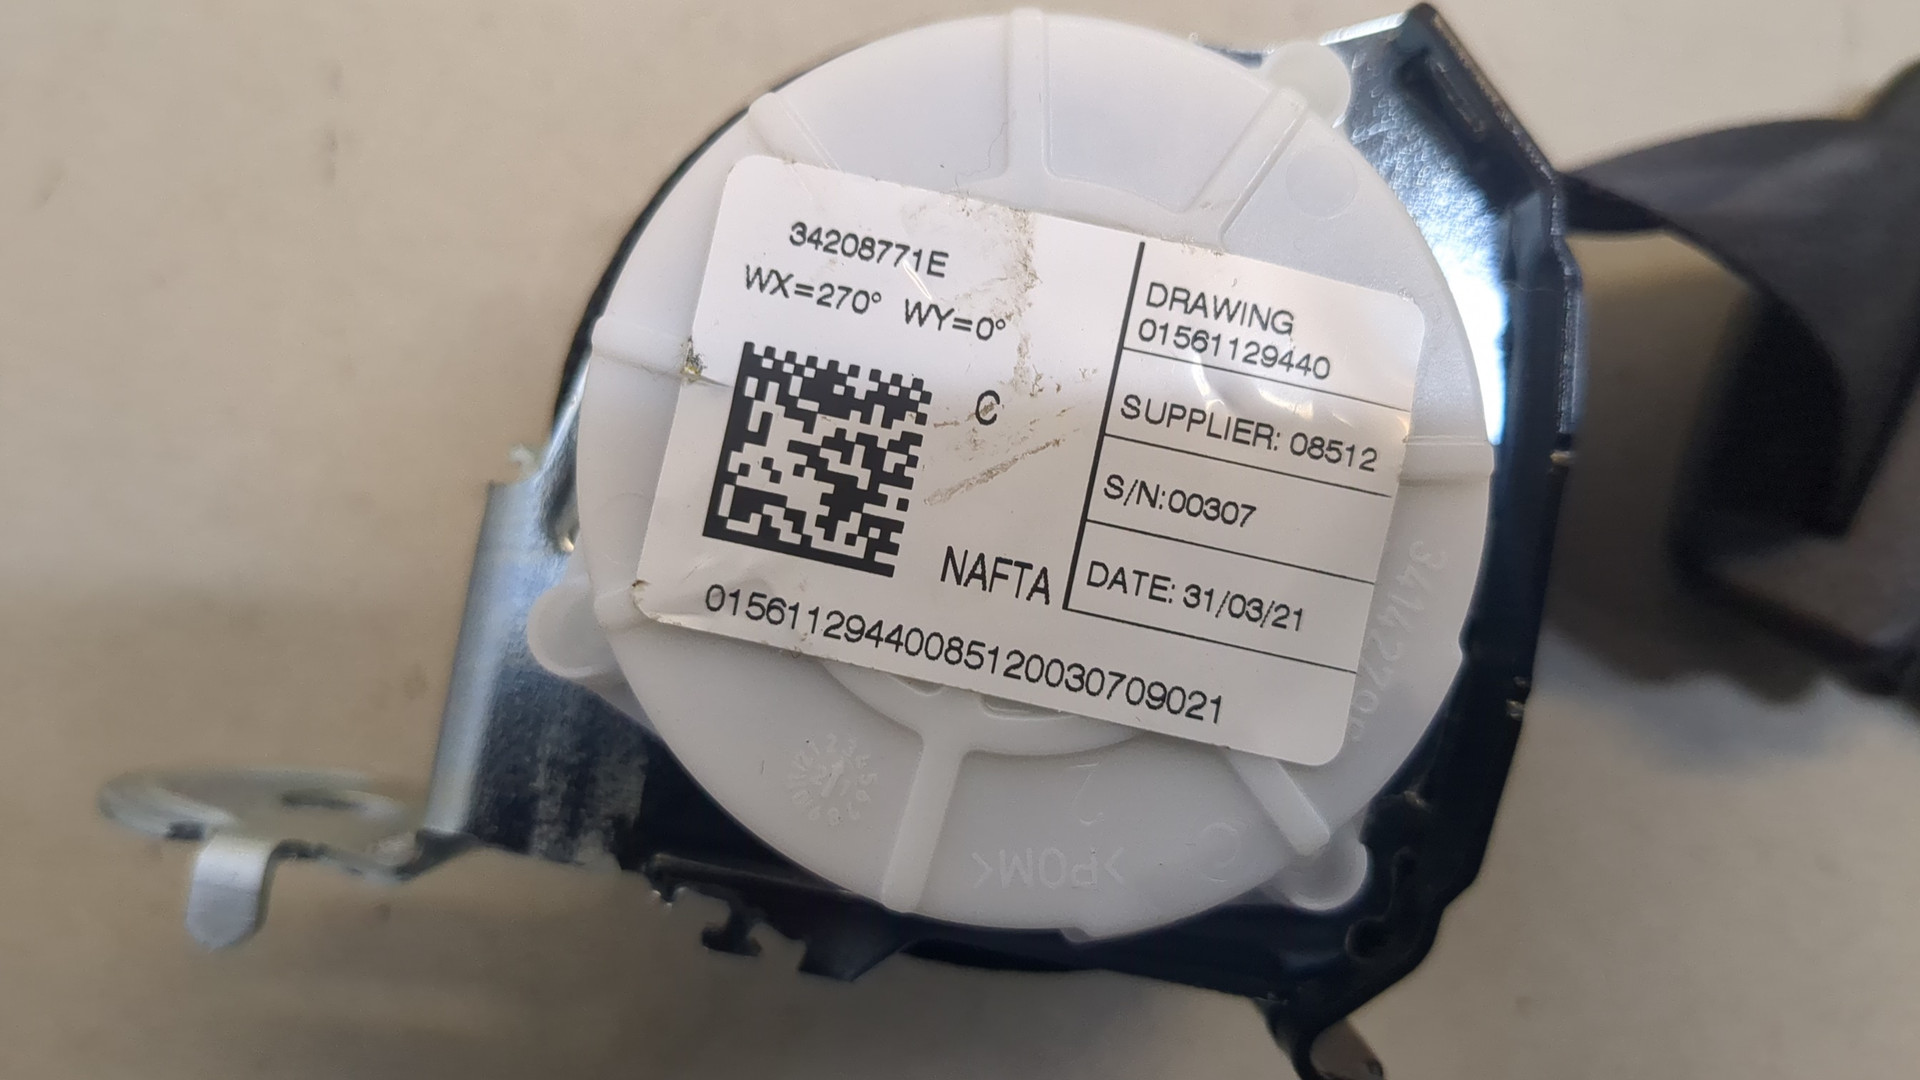 34208771E
WX=270° WY=0°
C
NAFTA
DRAWING
01561129440
SUPPLIER: 08512
S/N:00307
DATE: 31/03/21
01561129440085120030709021
>POM<